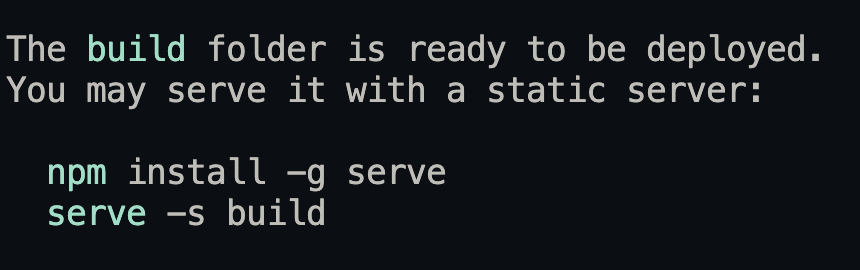 The build folder is ready to be deployed.
You may serve it with a static server:
npm install -g serve
serve -s build